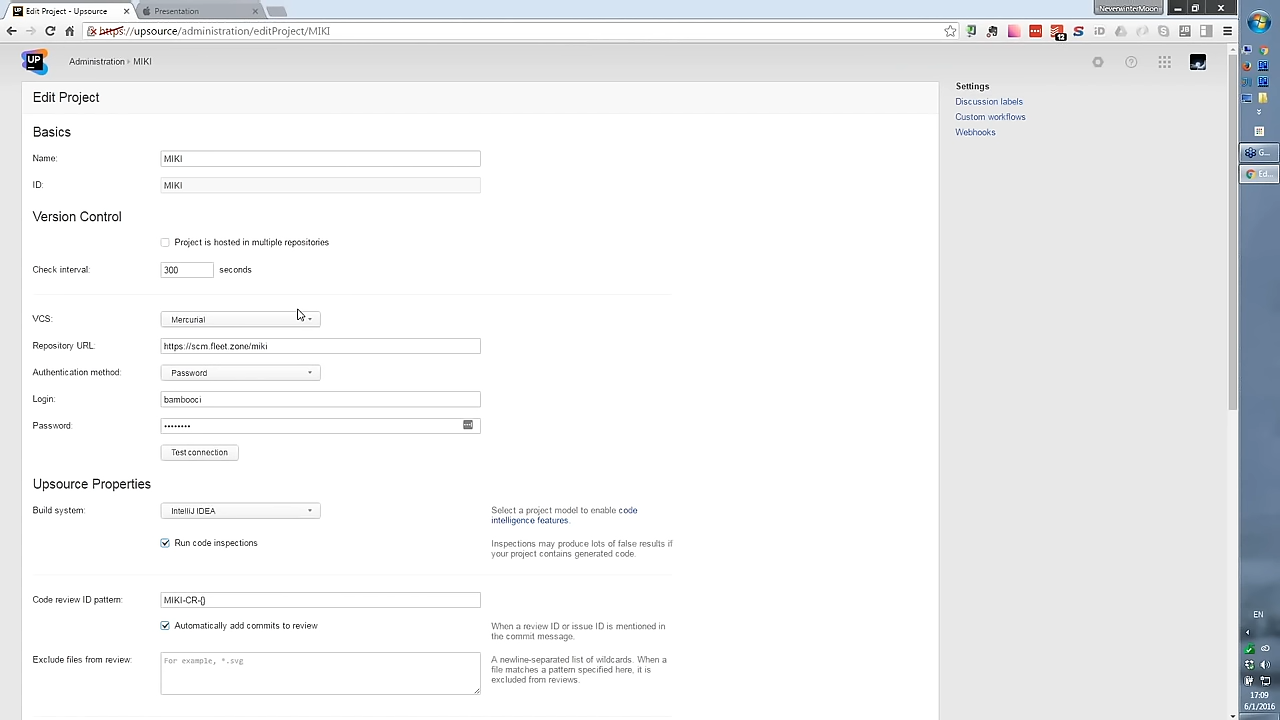 Edit Project - Upsource
Presentation
NeverwinterMoon
https://upsource/administration/editProject/MIKI
12
UP
Administration › MIKI
Edit Project
Settings
Discussion labels
Custom workflows
Webhooks
Basics
Name:
MIKI
ID:
MIKI
Version Control
Project is hosted in multiple repositories
Check interval:
300
seconds
VCS:
Mercurial
Repository URL:
https://scm.fleet.zone/miki
Authentication method:
Password
Login:
bambooci
Password:
••••••••
Test connection
Upsource Properties
Build system:
IntelliJ IDEA
Select a project model to enable code
intelligence features.
Run code inspections
Inspections may produce lots of false results if
your project contains generated code.
Code review ID pattern:
MIKI-CR-{}
Automatically add commits to review
When a review ID or issue ID is mentioned in
the commit message.
Exclude files from review:
For example, *.svg
A newline-separated list of wildcards. When a
file matches a pattern specified here, it is
excluded from reviews.
G...
Ed...
EN
17:09
6/1/2016